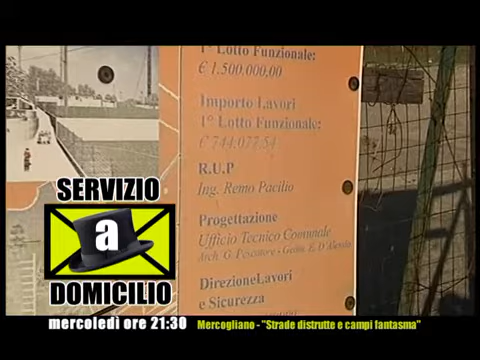 1° Lotto Funzionale:
€ 1.500.000,00
Importo Lavori
1° Lotto Funzionale:
€ 744.077,54
R.U.P
Ing. Remo Pacilio
Progettazione
Ufficio Tecnico Comunale
Arch. G. Pescatore - Geom. E. D'Alessio
Direzione Lavori
e Sicurezza
SERVIZIO
a
DOMICILIO
mercoledì ore 21:30
Mercogliano - "Strade distrutte e campi fantasma"